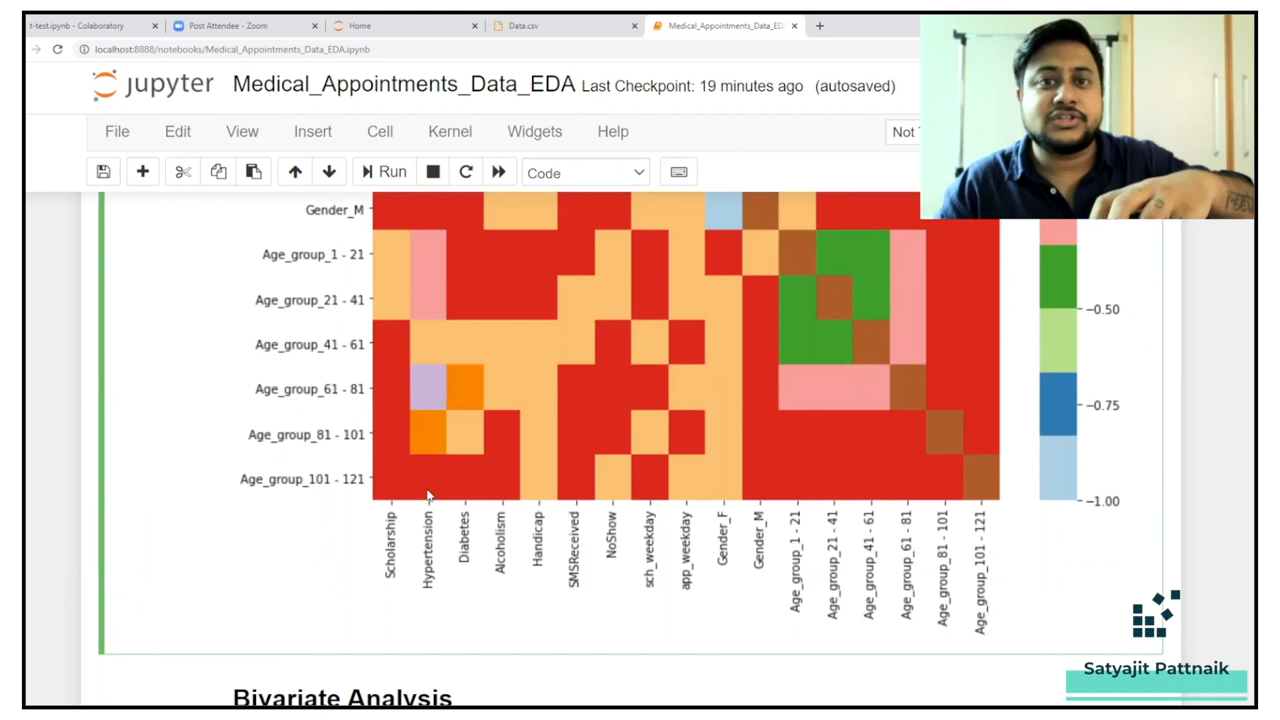 t-test.ipynb - Colaboratory
Post Attendee - Zoom
Home
Data.csv
Medical_Appointments_Data_ED
localhost:8888/notebooks/Medical_Appointments_Data_EDA.ipynb
jupyter
Medical_Appointments_Data_EDA
Last Checkpoint: 19 minutes ago
(autosaved)
File
Edit
View
Insert
Cell
Kernel
Widgets
Help
Not
Run
Code
Gender_M
Age_group_1 - 21
Age_group_21 - 41
Age_group_41 - 61
Age_group_61 - 81
Age_group_81 - 101
Age_group_101 - 121
−0.50
−0.75
−1.00
Scholarship
Hypertension
Diabetes
Alcoholism
Handicap
SMSReceived
NoShow
sch_weekday
app_weekday
Gender_F
Gender_M
Age_group_1 - 21
Age_group_21 - 41
Age_group_41 - 61
Age_group_61 - 81
Age_group_81 - 101
Age_group_101 - 121
Satyajit Pattnaik
Bivariate Analysis